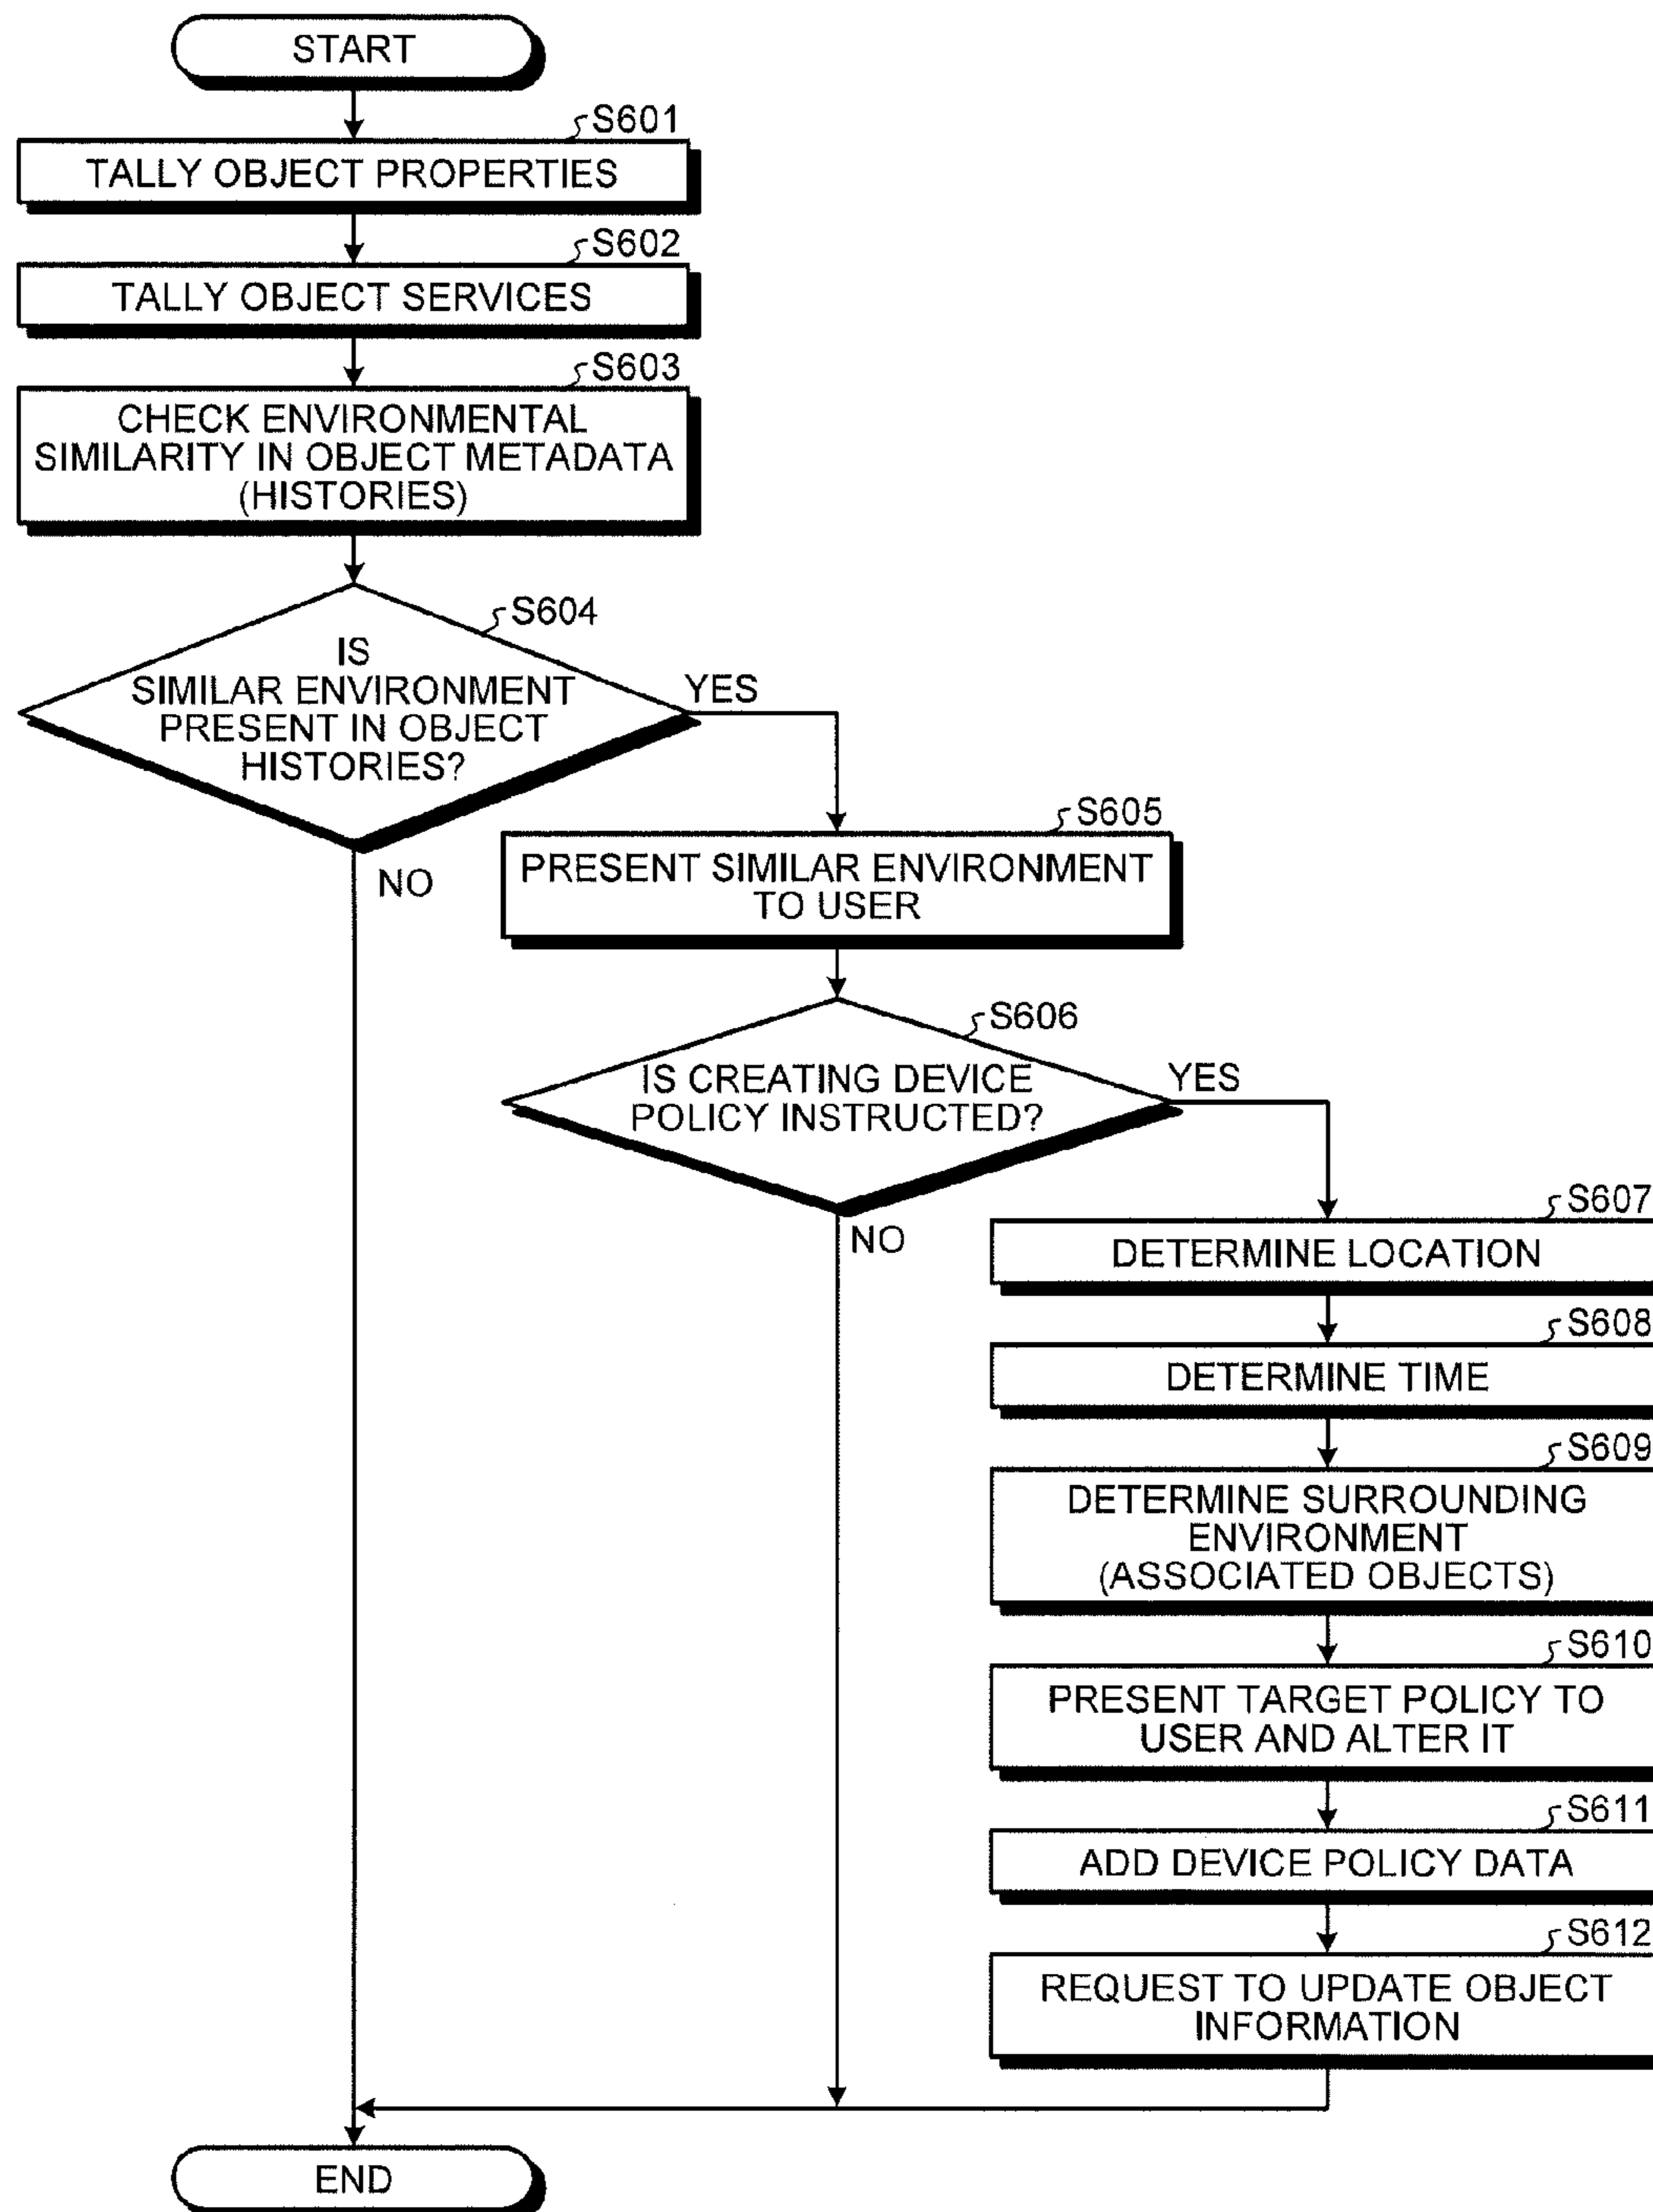 START
S601
TALLY OBJECT PROPERTIES
S602
TALLY OBJECT SERVICES
S603
CHECK ENVIRONMENTAL
SIMILARITY IN OBJECT METADATA
(HISTORIES)
S604
IS
SIMILAR ENVIRONMENT
PRESENT IN OBJECT
HISTORIES?
YES
NO
S605
PRESENT SIMILAR ENVIRONMENT
TO USER
S606
IS CREATING DEVICE
POLICY INSTRUCTED?
YES
NO
S607
DETERMINE LOCATION
S608
DETERMINE TIME
S609
DETERMINE SURROUNDING
ENVIRONMENT
(ASSOCIATED OBJECTS)
S610
PRESENT TARGET POLICY TO
USER AND ALTER IT
S611
ADD DEVICE POLICY DATA
S612
REQUEST TO UPDATE OBJECT
INFORMATION
END